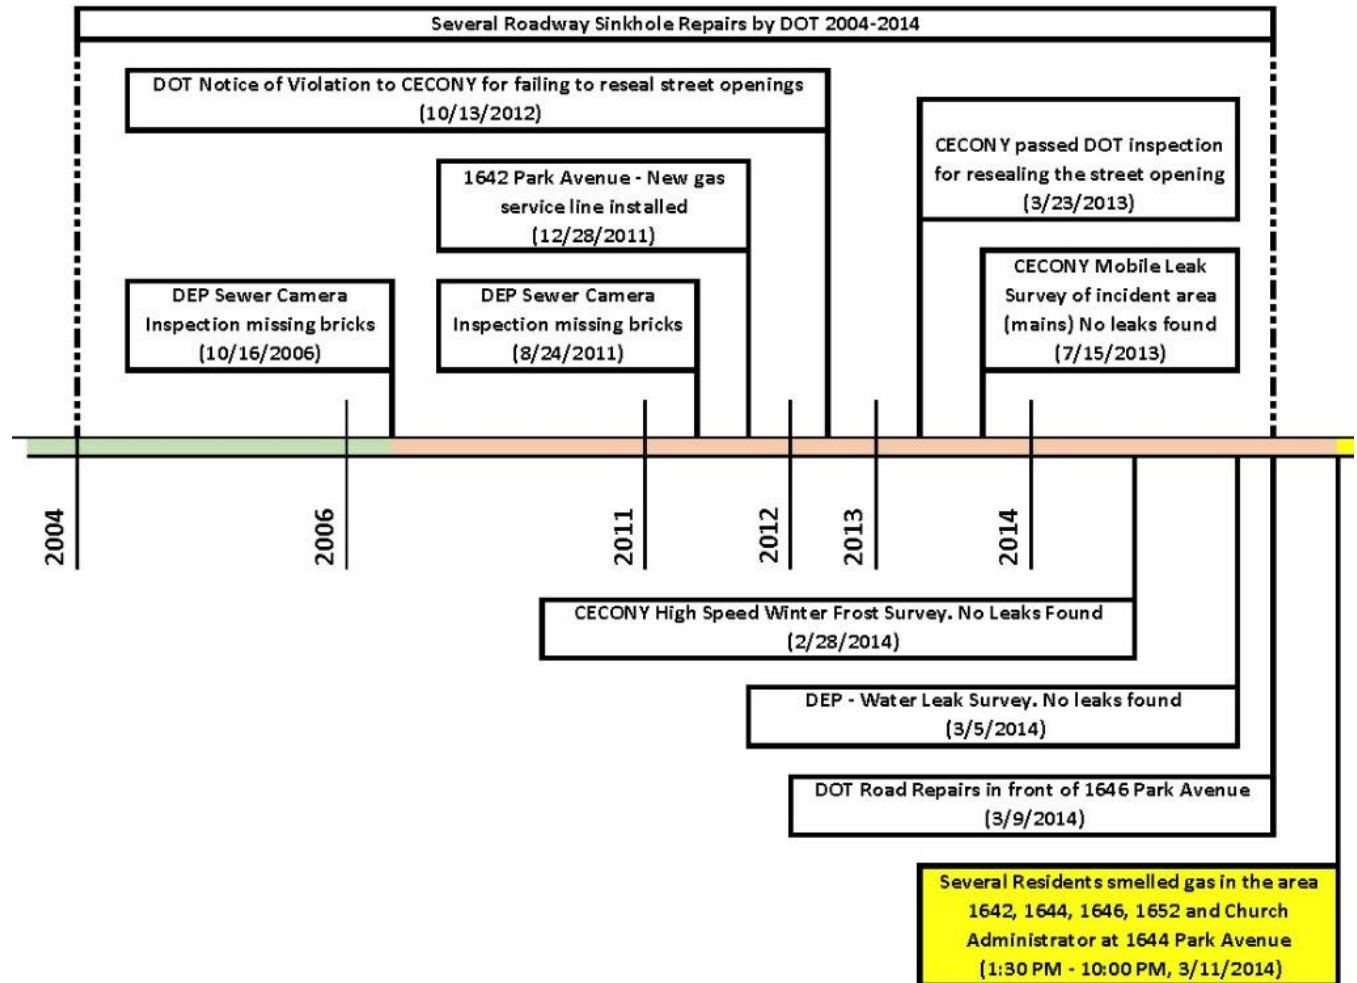 Several Roadway Sinkhole Repairs by DOT 2004-2014
DOT Notice of Violation to CECONY for failing to reseal street openings
(10/13/2012)
CECONY passed DOT inspection
for resealing the street opening
(3/23/2013)
1642 Park Avenue - New gas
service line installed
(12/28/2011)
DEP Sewer Camera
Inspection missing bricks
(10/16/2006)
DEP Sewer Camera
Inspection missing bricks
(8/24/2011)
CECONY Mobile Leak
Survey of incident area
(mains) No leaks found
(7/15/2013)
2004
2006
2011
2012
2013
2014
CECONY High Speed Winter Frost Survey. No Leaks Found
(2/28/2014)
DEP - Water Leak Survey. No leaks found
(3/5/2014)
DOT Road Repairs in front of 1646 Park Avenue
(3/9/2014)
Several Residents smelled gas in the area
1642, 1644, 1646, 1652 and Church
Administrator at 1644 Park Avenue
(1:30 PM - 10:00 PM, 3/11/2014)